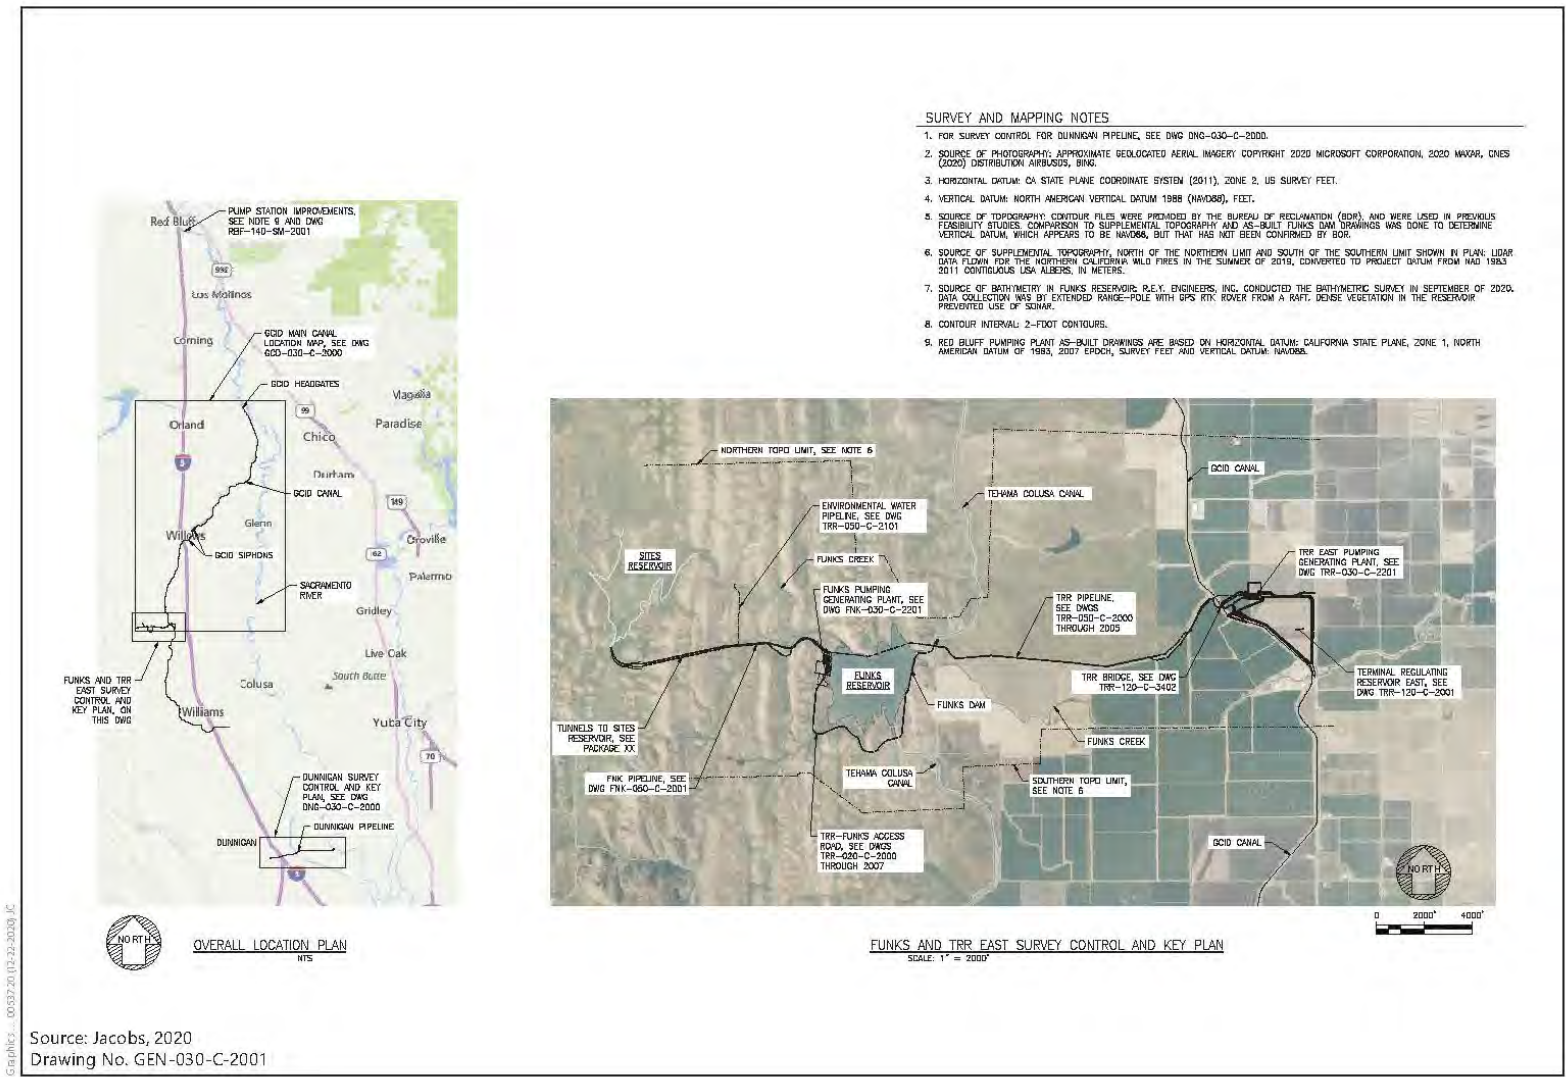 SURVEY AND MAPPING NOTES
1. FOR SURVEY CONTROL FOR DUNNIGAN PIPELINE, SEE DWG DNG-030-C-2000.
2. SOURCE OF PHOTOGRAPHY: APPROXIMATE GEOLOCATED AERIAL IMAGERY COPYRIGHT 2020 MICROSOFT CORPORATION, 2020 MAXAR, CNES
(2020) DISTRIBUTION AIRBUSDS, BING.
3. HORIZONTAL DATUM: CA STATE PLANE COORDINATE SYSTEM (2011), ZONE 2, US SURVEY FEET.
4. VERTICAL DATUM: NORTH AMERICAN VERTICAL DATUM 1988 (NAVD88), FEET.
5. SOURCE OF TOPOGRAPHY: CONTOUR FILES WERE PROVIDED BY THE BUREAU OF RECLAMATION (BOR), AND WERE USED IN PREVIOUS
FEASIBILITY STUDIES. COMPARISON TO SUPPLEMENTAL TOPOGRAPHY AND AS-BUILT FUNKS DAM DRAWINGS WAS DONE TO DETERMINE
VERTICAL DATUM, WHICH APPEARS TO BE NAVD88, BUT THAT HAS NOT BEEN CONFIRMED BY BOR.
6. SOURCE OF SUPPLEMENTAL TOPOGRAPHY, NORTH OF THE NORTHERN LIMIT AND SOUTH OF THE SOUTHERN LIMIT SHOWN IN PLAN: LIDAR
DATA FLOWN FOR THE NORTHERN CALIFORNIA WILD FIRES IN THE SUMMER OF 2019, CONVERTED TO PROJECT DATUM FROM NAD 1983
2011 CONTIGUOUS USA ALBERS, IN METERS.
7. SOURCE OF BATHYMETRY IN FUNKS RESERVOIR: R.E.Y. ENGINEERS, INC. CONDUCTED THE BATHYMETRIC SURVEY IN SEPTEMBER OF 2020.
DATA COLLECTION WAS BY EXTENDED RANGE-POLE WITH GPS RTK ROVER FROM A RAFT. DENSE VEGETATION IN THE RESERVOIR
PREVENTED USE OF SONAR.
8. CONTOUR INTERVAL: 2-FOOT CONTOURS.
9. RED BLUFF PUMPING PLANT AS-BUILT DRAWINGS ARE BASED ON HORIZONTAL DATUM: CALIFORNIA STATE PLANE, ZONE 1, NORTH
AMERICAN DATUM OF 1983, 2007 EPOCH, SURVEY FEET AND VERTICAL DATUM: NAVD88.
Red Bluff
PUMP STATION IMPROVEMENTS,
SEE NOTE 9 AND DWG
RBF-140-SM-2001
99E
Los Molinos
Corning
GCID MAIN CANAL
LOCATION MAP, SEE DWG
GCD-030-C-2000
GCID HEADGATES
Magalia
99
Orland
Chico
Paradise
5
Durham
GCID CANAL
149
Glenn
Willows
GCID SIPHONS
162
Oroville
SACRAMENTO
RIVER
Palermo
Gridley
Live Oak
FUNKS AND TRR
EAST SURVEY
CONTROL AND
KEY PLAN, ON
THIS DWG
Colusa
South Butte
Williams
Yuba City
70
DUNNIGAN SURVEY
CONTROL AND KEY
PLAN, SEE DWG
DNG-030-C-2000
DUNNIGAN PIPELINE
DUNNIGAN
5
NORTH
OVERALL LOCATION PLAN
NTS
NORTHERN TOPO LIMIT, SEE NOTE 6
GCID CANAL
TEHAMA COLUSA CANAL
ENVIRONMENTAL WATER
PIPELINE, SEE DWG
TRR-050-C-2101
SITES
RESERVOIR
FUNKS CREEK
TRR EAST PUMPING
GENERATING PLANT, SEE
DWG TRR-030-C-2201
FUNKS PUMPING
GENERATING PLANT, SEE
DWG FNK-030-C-2201
TRR PIPELINE,
SEE DWGS
TRR-050-C-2000
THROUGH 2005
FUNKS
RESERVOIR
TRR BRIDGE, SEE DWG
TRR-120-C-3402
TERMINAL REGULATING
RESERVOIR EAST, SEE
DWG TRR-120-C-2001
FUNKS DAM
TUNNELS TO SITES
RESERVOIR, SEE
PACKAGE XX
FUNKS CREEK
FNK PIPELINE, SEE
DWG FNK-060-C-2001
TEHAMA COLUSA
CANAL
SOUTHERN TOPO LIMIT,
SEE NOTE 6
TRR-FUNKS ACCESS
ROAD, SEE DWGS
TRR-020-C-2000
THROUGH 2007
GCID CANAL
NORTH
0 2000' 4000'
FUNKS AND TRR EAST SURVEY CONTROL AND KEY PLAN
SCALE: 1" = 2000'
Graphics ... 00637.20 (12-22-2020) JC
Source: Jacobs, 2020
Drawing No. GEN-030-C-2001